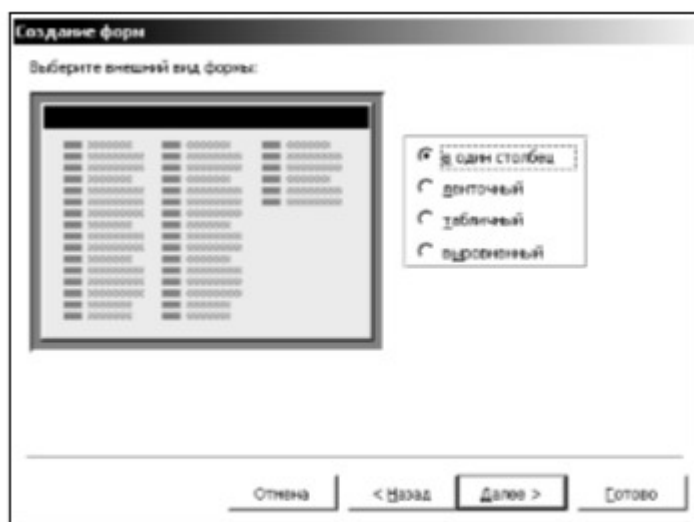 Создание форм
Выберите внешний вид формы:
в один столбец
ленточный
табличный
выровненный
Отмена
< Назад
Далее >
Готово